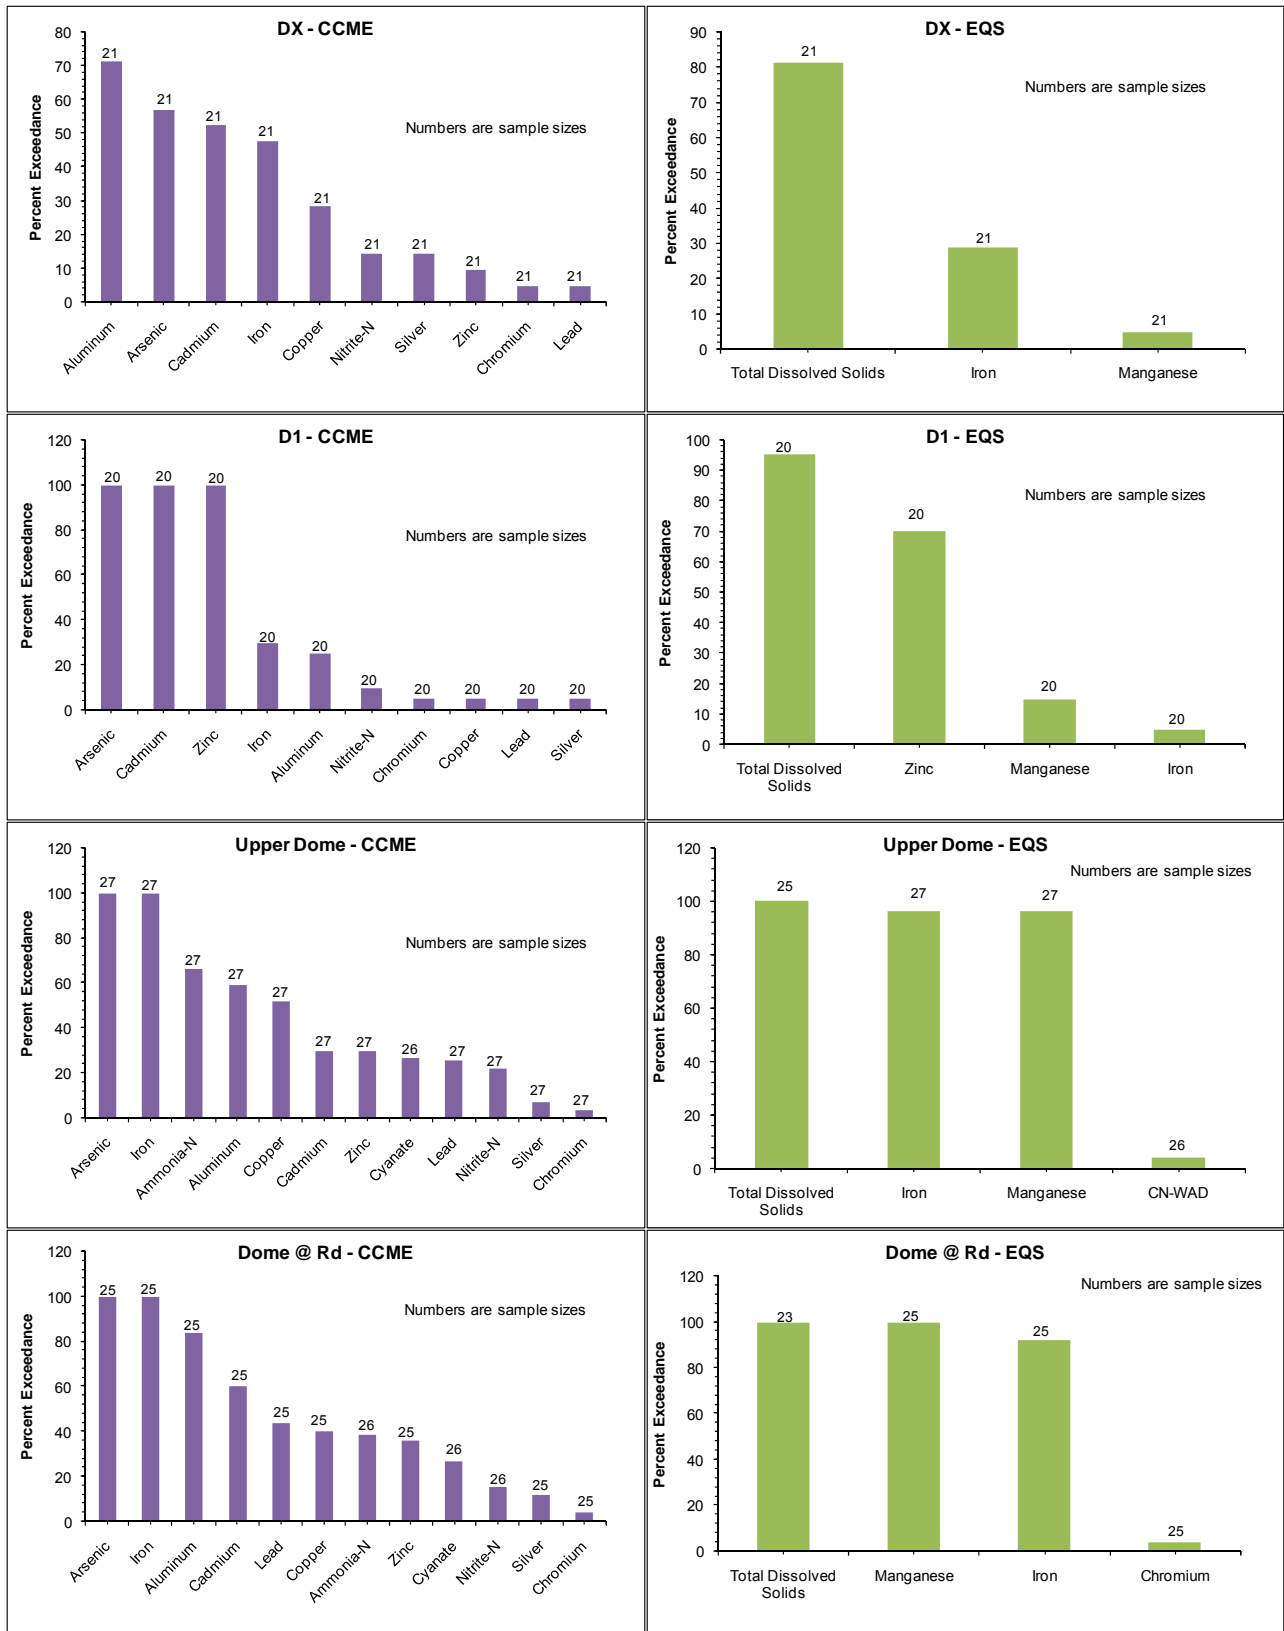 DX - CCME
Percent Exceedance
80
70
60
50
40
30
20
10
0
21
21
21
21
21
21
21
21
21
21
Numbers are sample sizes
Aluminum
Arsenic
Cadmium
Iron
Copper
Nitrite-N
Silver
Zinc
Chromium
Lead
DX - EQS
Percent Exceedance
90
80
70
60
50
40
30
20
10
0
21
21
21
Numbers are sample sizes
Total Dissolved Solids
Iron
Manganese
D1 - CCME
Percent Exceedance
120
100
80
60
40
20
0
20
20
20
20
20
20
20
20
20
20
Numbers are sample sizes
Arsenic
Cadmium
Zinc
Iron
Aluminum
Nitrite-N
Chromium
Copper
Lead
Silver
D1 - EQS
Percent Exceedance
100
90
80
70
60
50
40
30
20
10
0
20
20
20
20
Numbers are sample sizes
Total Dissolved
Solids
Zinc
Manganese
Iron
Upper Dome - CCME
Percent Exceedance
120
100
80
60
40
20
0
27
27
27
27
27
27
27
26
27
27
27
27
Numbers are sample sizes
Arsenic
Iron
Ammonia-N
Aluminum
Copper
Cadmium
Zinc
Cyanate
Lead
Nitrite-N
Silver
Chromium
Upper Dome - EQS
Percent Exceedance
120
100
80
60
40
20
0
25
27
27
26
Numbers are sample sizes
Total Dissolved
Solids
Iron
Manganese
CN-WAD
Dome @ Rd - CCME
Percent Exceedance
120
100
80
60
40
20
0
25
25
25
25
25
25
26
25
26
26
25
25
Numbers are sample sizes
Arsenic
Iron
Aluminum
Cadmium
Lead
Copper
Ammonia-N
Zinc
Cyanate
Nitrite-N
Silver
Chromium
Dome @ Rd - EQS
Percent Exceedance
120
100
80
60
40
20
0
23
25
25
25
Numbers are sample sizes
Total Dissolved
Solids
Manganese
Iron
Chromium